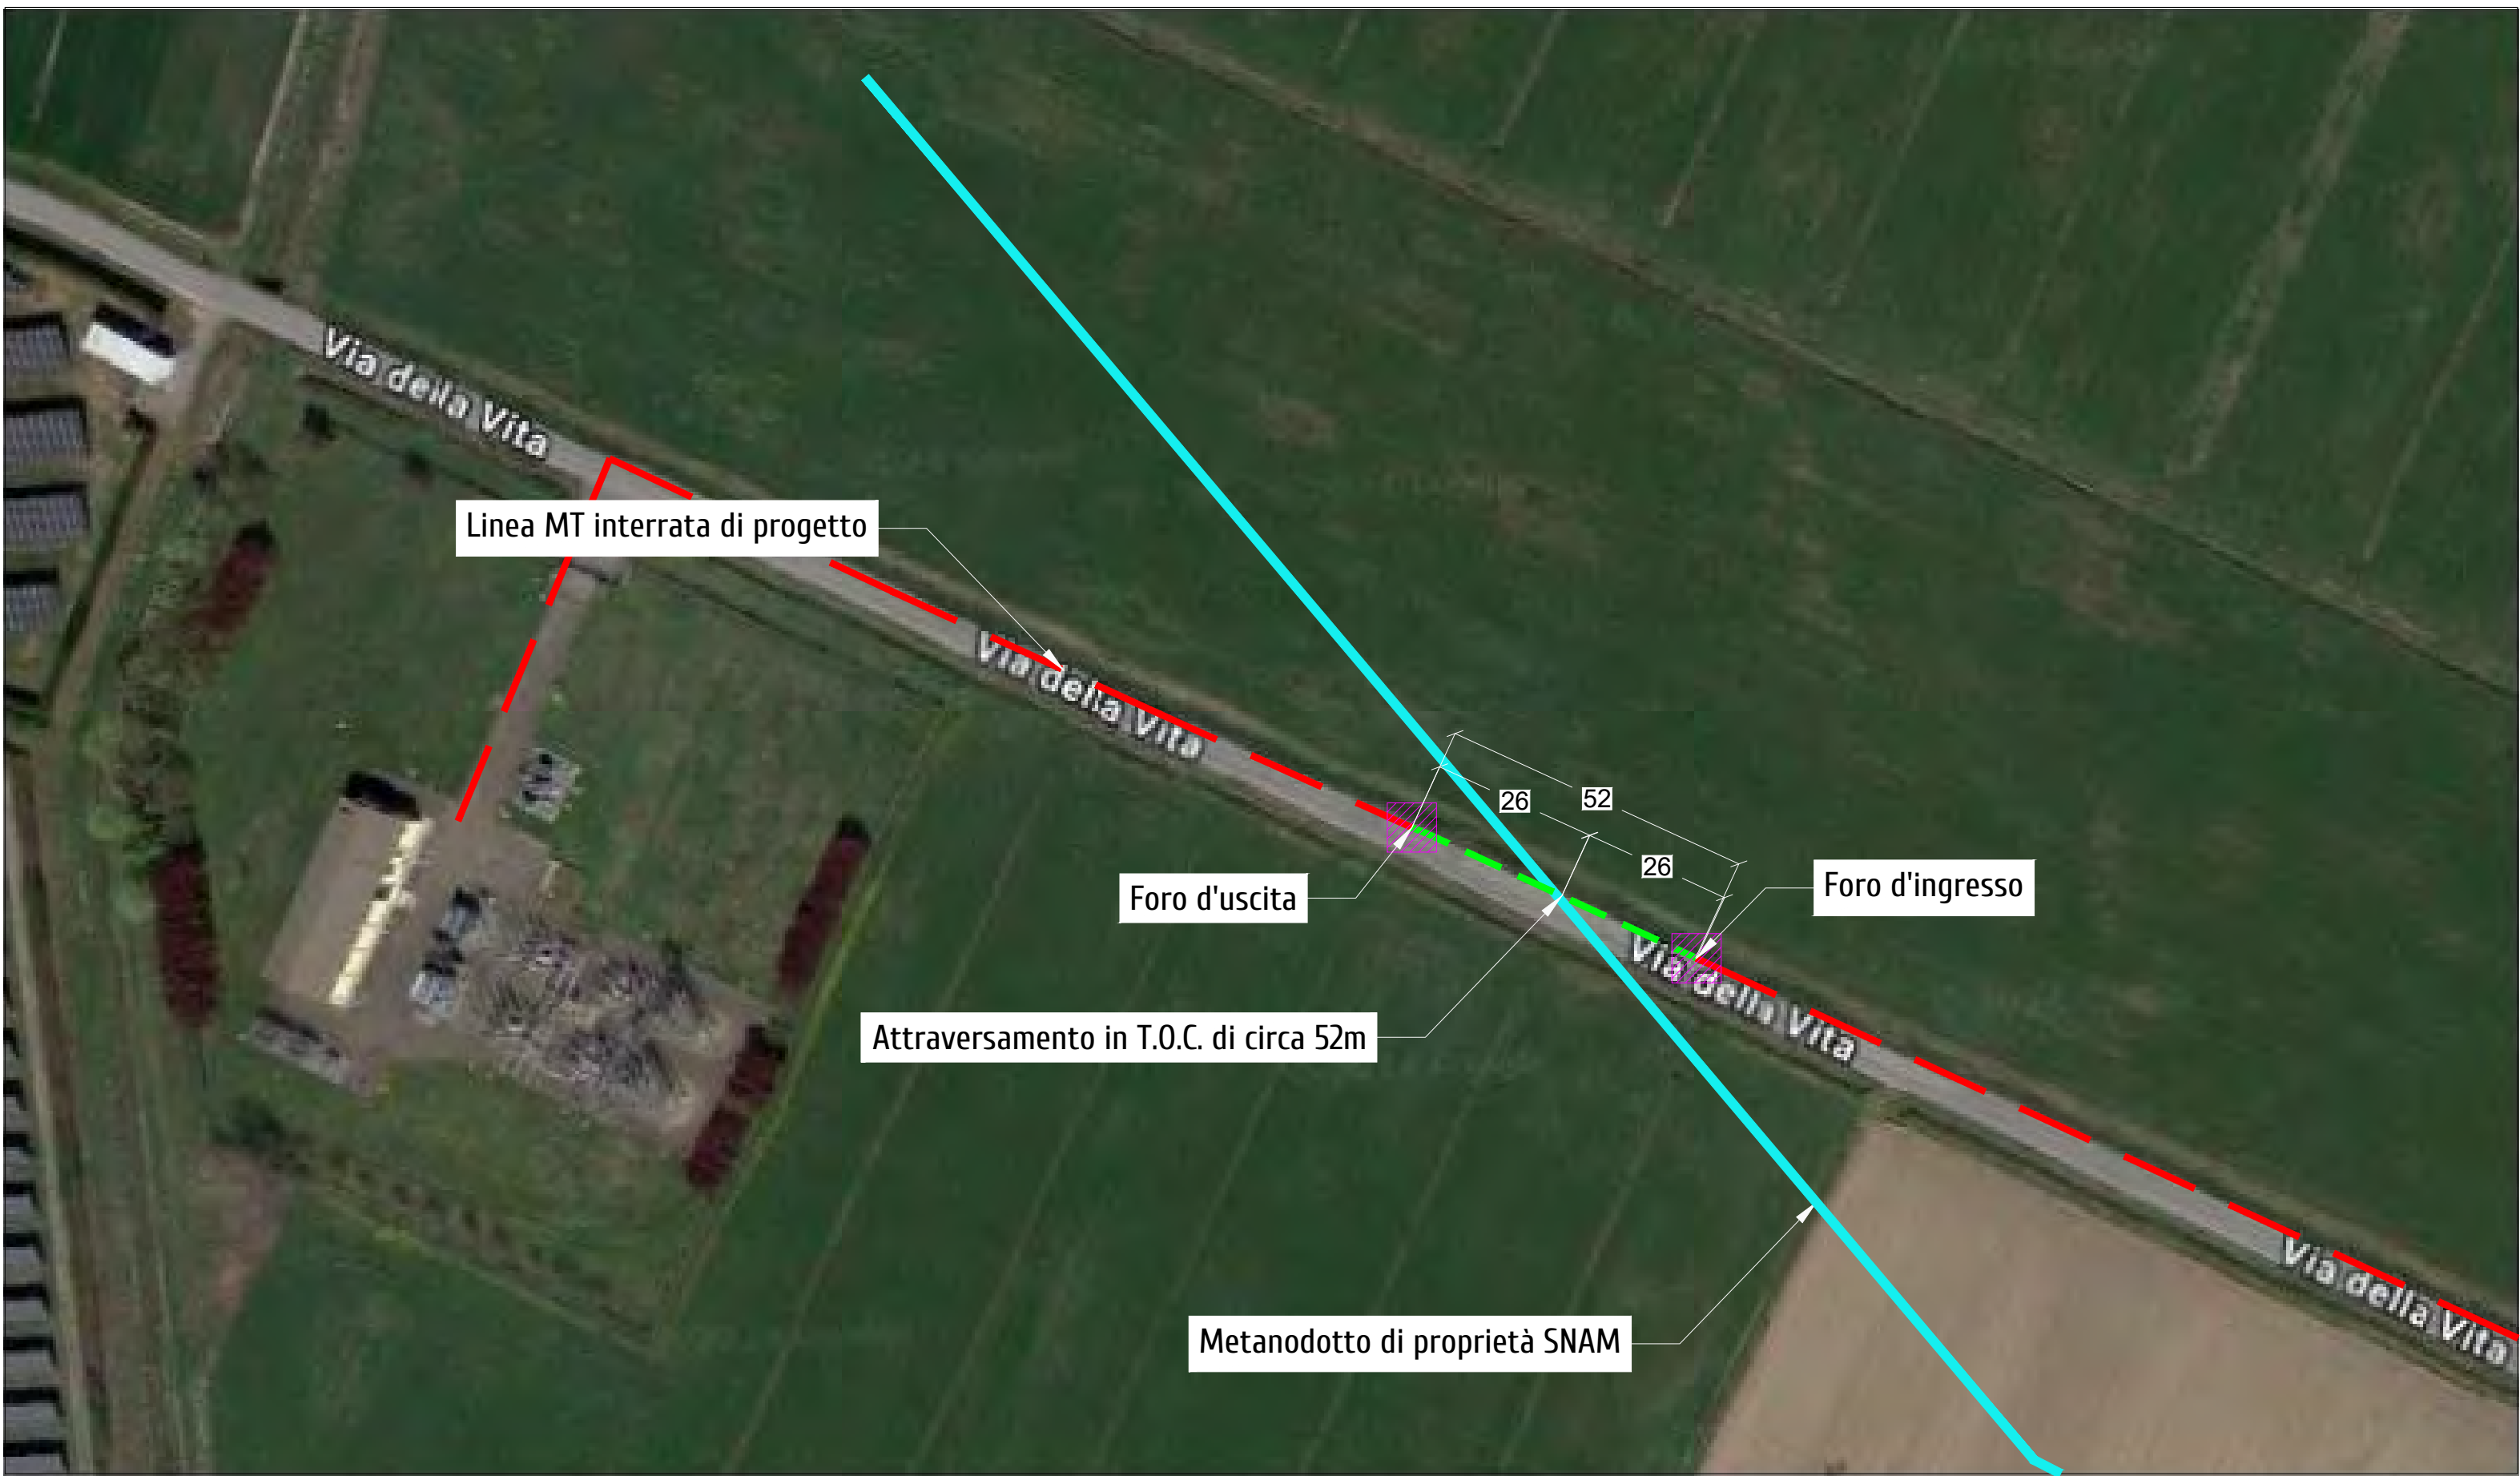 Via della Vita
Linea MT interrata di progetto
Via della Vita
26
52
26
Foro d'uscita
Foro d'ingresso
Via della Vita
Attraversamento in T.O.C. di circa 52m
Via della Vita
Metanodotto di proprietà SNAM